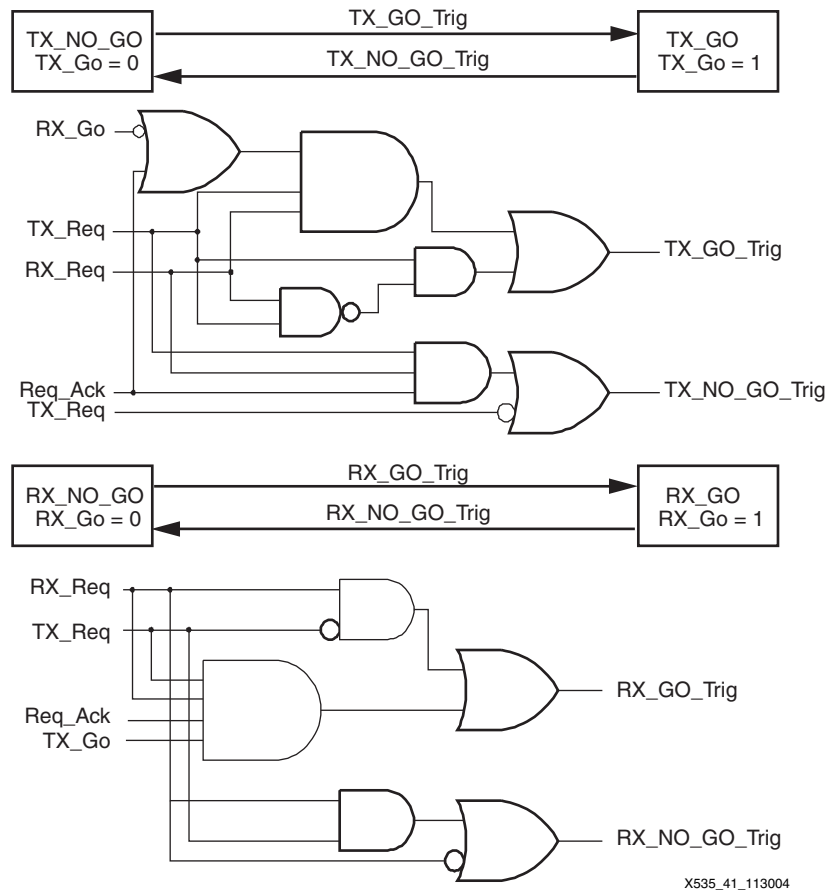 TX_GO_Trig
TX_NO_GO
TX_Go = 0
TX_NO_GO_Trig
TX_GO
TX_Go = 1
RX_Go
TX_Req
RX_Req
TX_GO_Trig
Req_Ack
TX_Req
TX_NO_GO_Trig
RX_GO_Trig
RX_NO_GO
RX_Go = 0
RX_NO_GO_Trig
RX_GO
RX_Go = 1
RX_Req
TX_Req
Req_Ack
TX_Go
RX_GO_Trig
RX_NO_GO_Trig
X535_41_113004